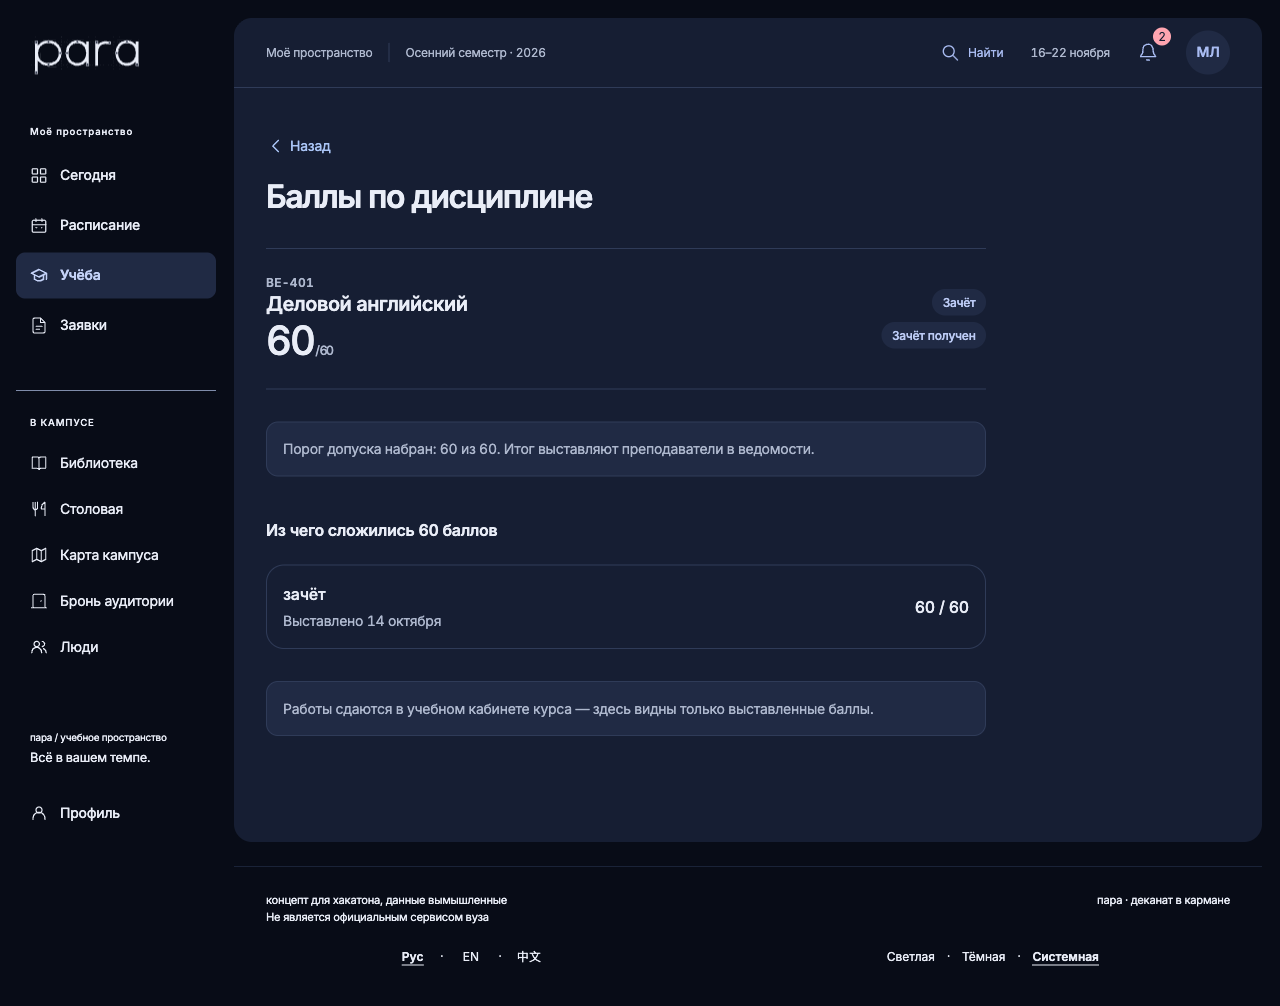 para
Моё пространство
Сегодня
Расписание
Учёба
Заявки
В КАМПУСЕ
Библиотека
Столовая
Карта кампуса
Бронь аудитории
Люди
пара / учебное пространство
Всё в вашем темпе.
Профиль
Моё пространство
Осенний семестр · 2026
Найти
16–22 ноября
2
МЛ
Назад
Баллы по дисциплине
BE-401
Деловой английский
60/60
Зачёт
Зачёт получен
Порог допуска набран: 60 из 60. Итог выставляют преподаватели в ведомости.
Из чего сложились 60 баллов
зачёт
Выставлено 14 октября
60 / 60
Работы сдаются в учебном кабинете курса — здесь видны только выставленные баллы.
концепт для хакатона, данные вымышленные
Не является официальным сервисом вуза
пара · деканат в кармане
Рус · EN · 中文
Светлая · Тёмная · Системная